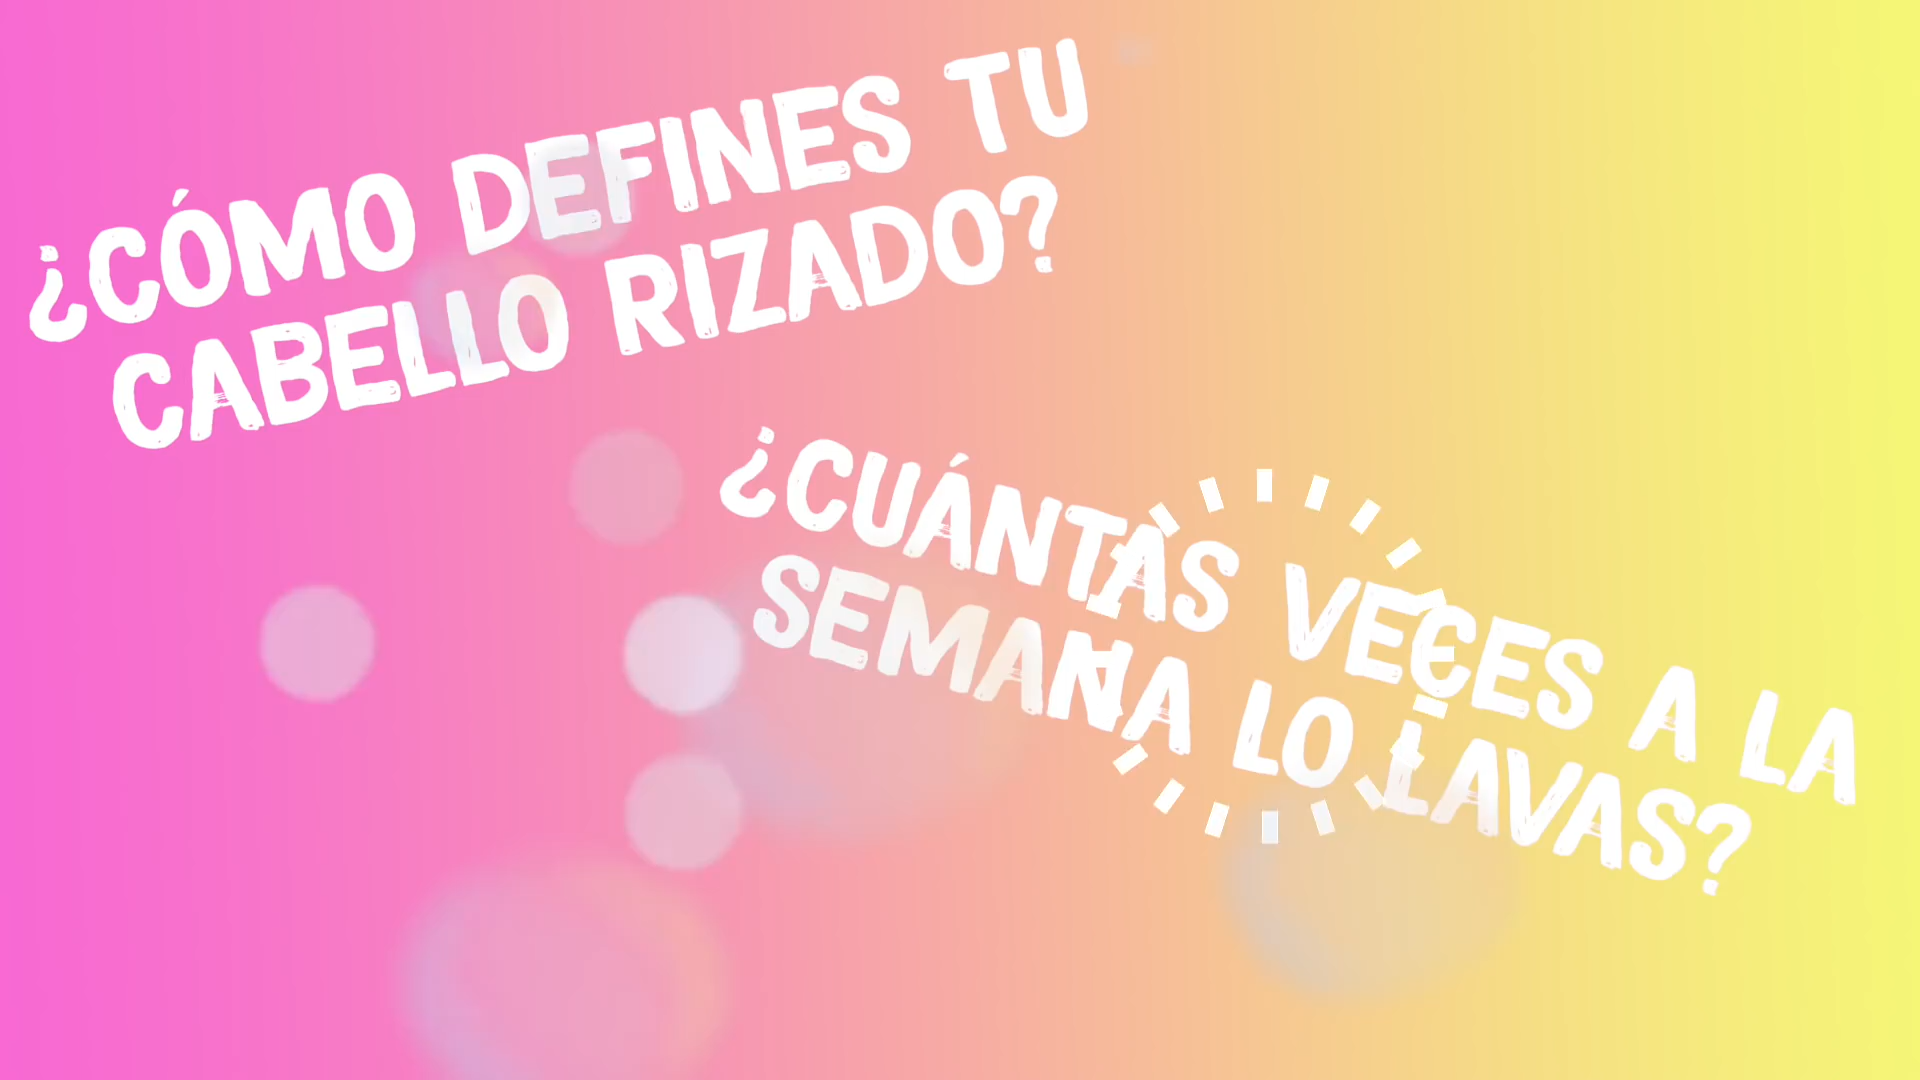 ¿CÓMO DEFINES TU
CABELLO RIZADO?
¿CUÁNTAS VECES A LA
SEMANA LO LAVAS?